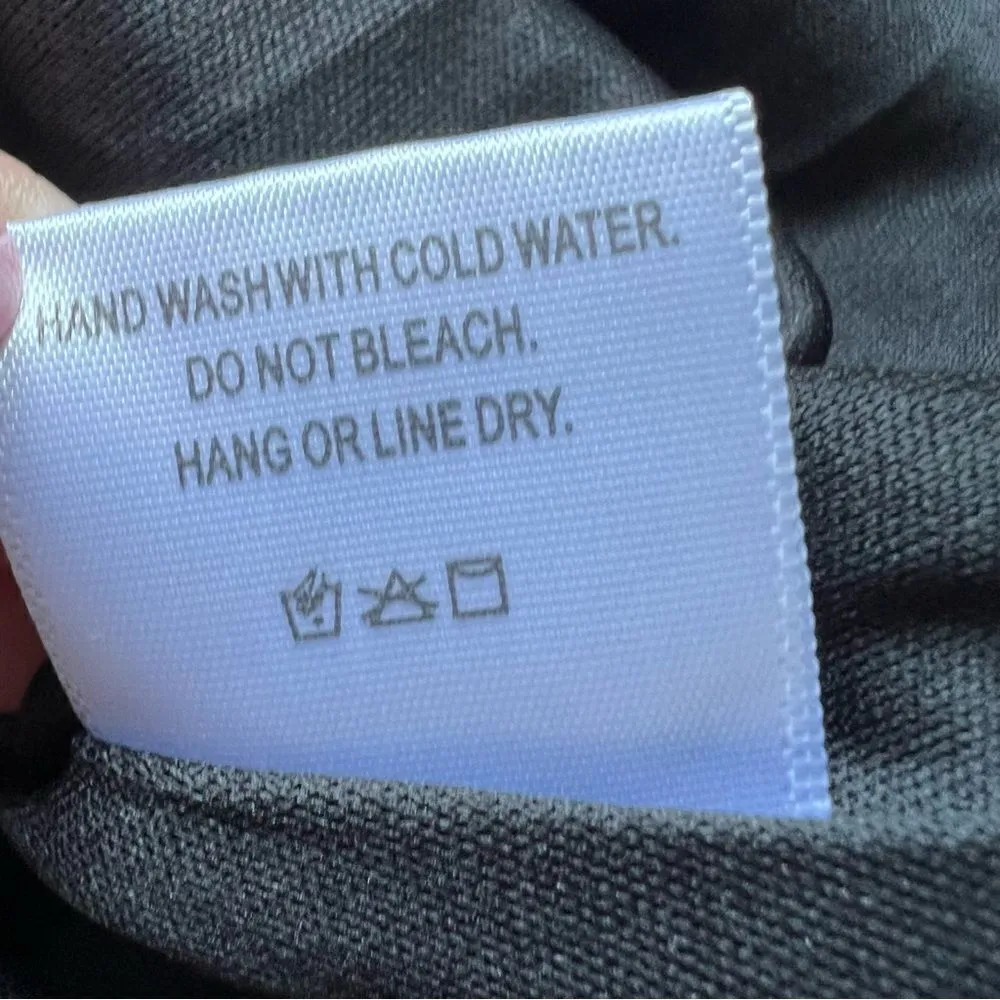 HAND WASH WITH COLD WATER.
DO NOT BLEACH.
HANG OR LINE DRY.